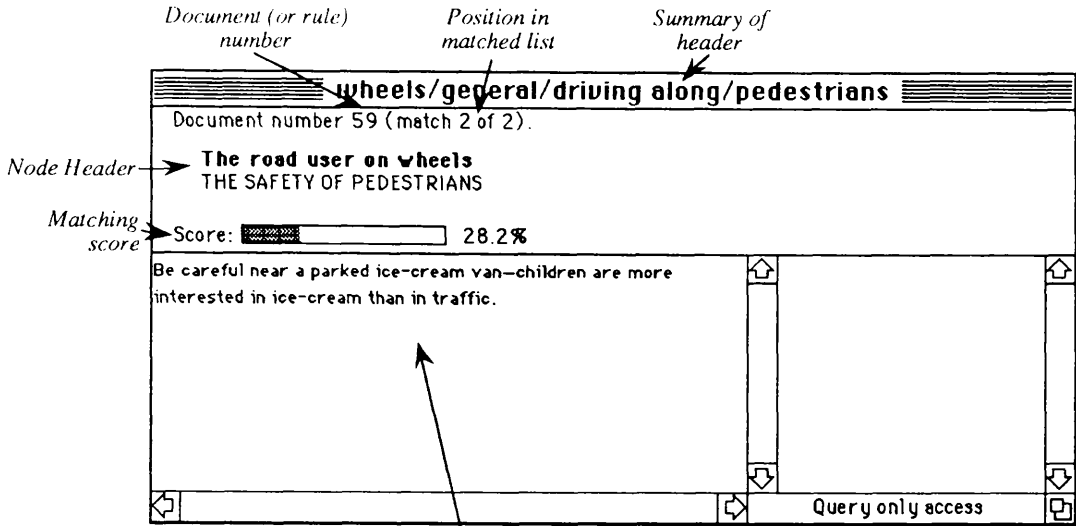 Document (or rule)
number
Position in
matched list
Summary of
header
wheels/general/driving along/pedestrians
Document number 59 (match 2 of 2).
Node Header
The road user on wheels
THE SAFETY OF PEDESTRIANS
Matching
score
Score: 28.2%
Be careful near a parked ice-cream van—children are more
interested in ice-cream than in traffic.
Query only access